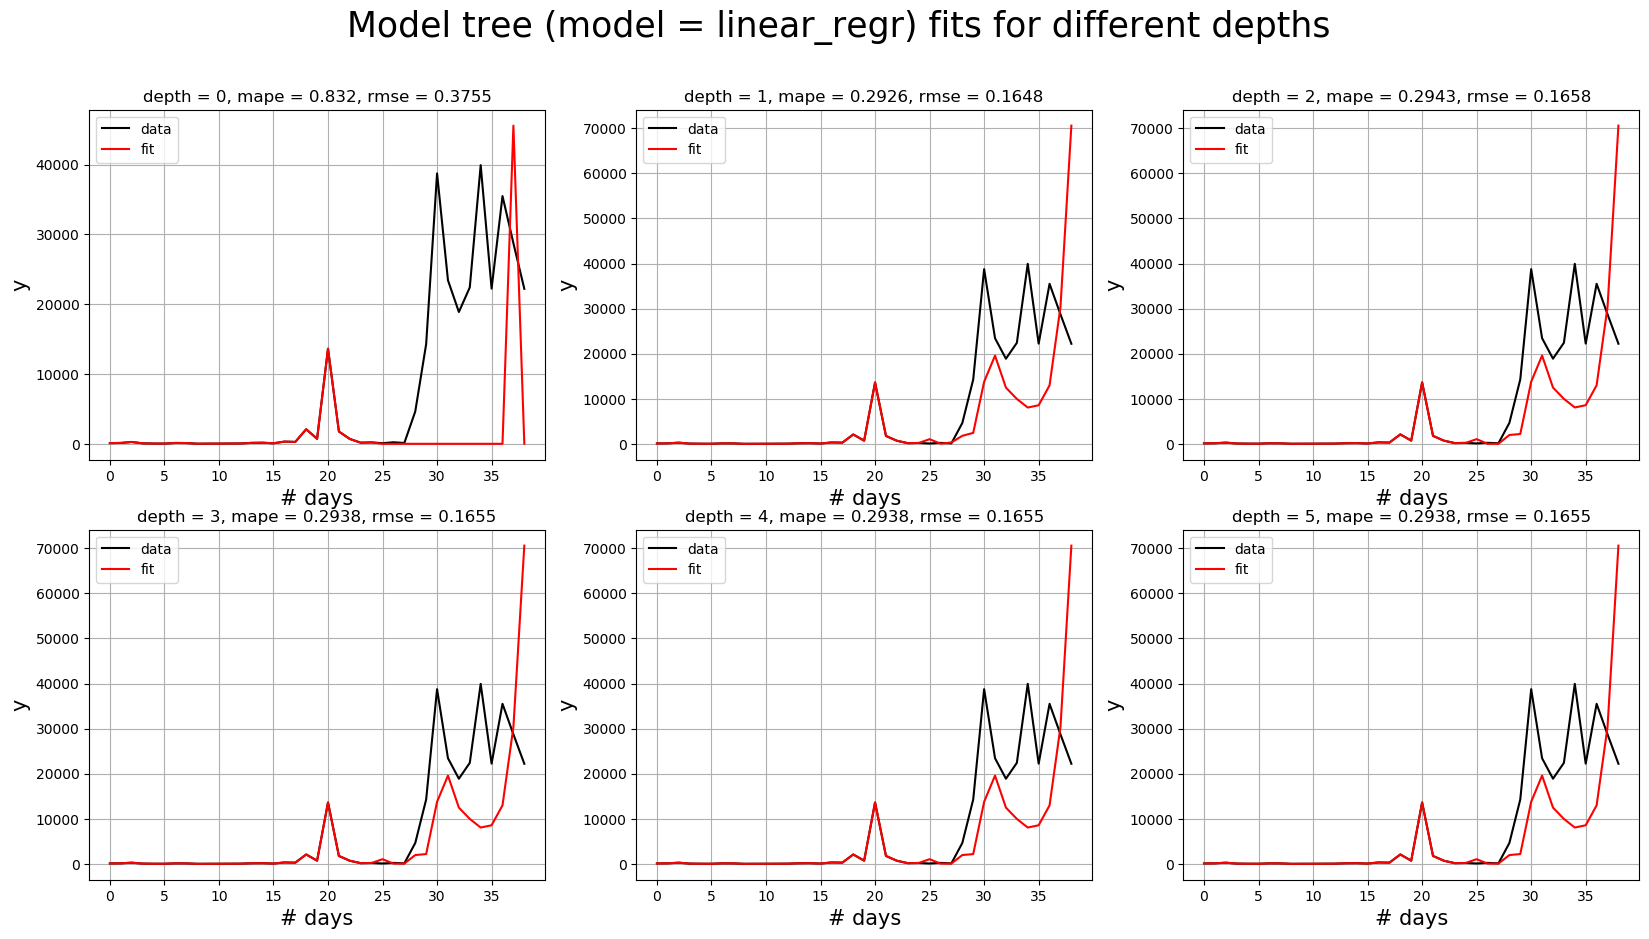 Model tree (model = linear_regr) fits for different depths
depth = 0, mape = 0.832, rmse = 0.3755
data
fit
y
40000
30000
20000
10000
0
0 5 10 15 20 25 30 35
# days
depth = 1, mape = 0.2926, rmse = 0.1648
data
fit
y
70000
60000
50000
40000
30000
20000
10000
0
0 5 10 15 20 25 30 35
# days
depth = 2, mape = 0.2943, rmse = 0.1658
data
fit
y
70000
60000
50000
40000
30000
20000
10000
0
0 5 10 15 20 25 30 35
# days
depth = 3, mape = 0.2938, rmse = 0.1655
data
fit
y
70000
60000
50000
40000
30000
20000
10000
0
0 5 10 15 20 25 30 35
# days
depth = 4, mape = 0.2938, rmse = 0.1655
data
fit
y
70000
60000
50000
40000
30000
20000
10000
0
0 5 10 15 20 25 30 35
# days
depth = 5, mape = 0.2938, rmse = 0.1655
data
fit
y
70000
60000
50000
40000
30000
20000
10000
0
0 5 10 15 20 25 30 35
# days